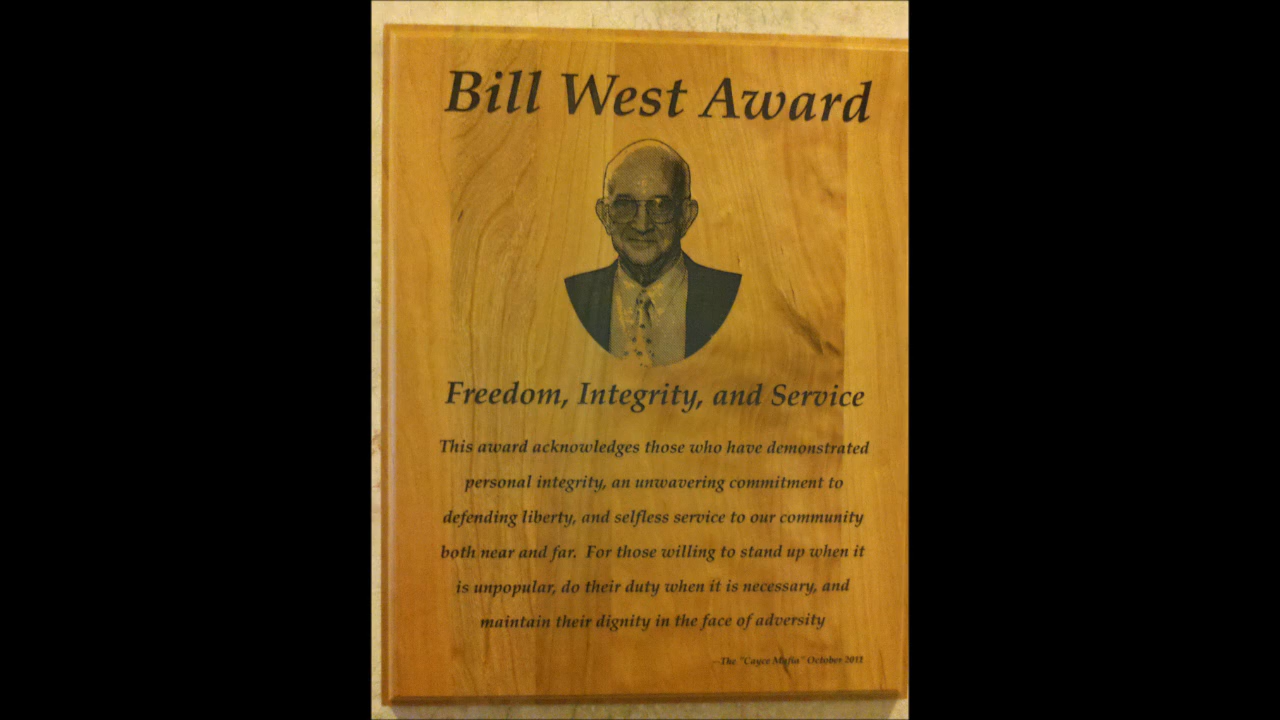 Bill West Award
Freedom, Integrity, and Service
This award acknowledges those who have demonstrated
personal integrity, an unwavering commitment to
defending liberty, and selfless service to our community
both near and far. For those willing to stand up when it
is unpopular, do their duty when it is necessary, and
maintain their dignity in the face of adversity
--The "Cayce Mafia" October 2011